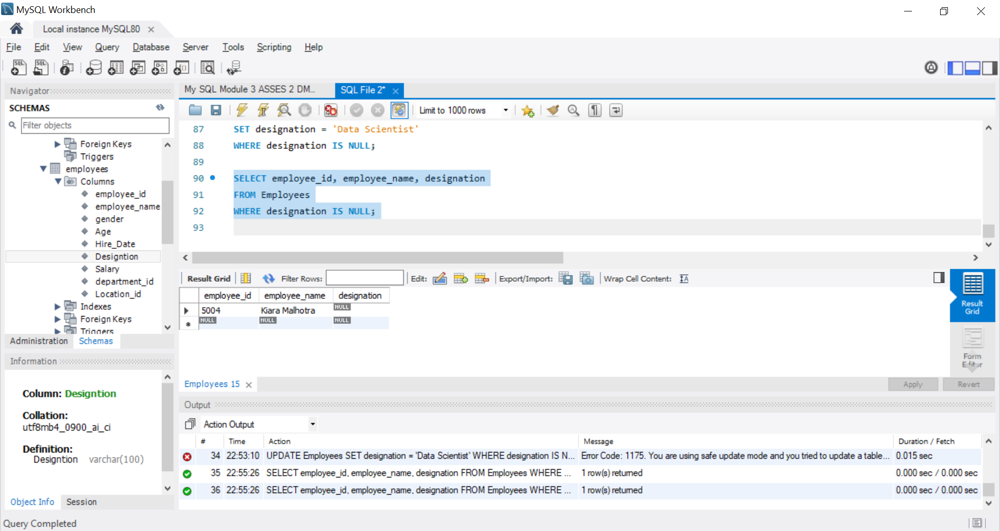 MySQL Workbench
Local instance MySQL80
File Edit View Query Database Server Tools Scripting Help
Navigator
SCHEMAS
Filter objects
Foreign Keys
Triggers
employees
Columns
employee_id
employee_name
gender
Age
Hire_Date
Designtion
Salary
department_id
Location_id
Indexes
Foreign Keys
Triggers
Administration Schemas
Information
Column: Designtion
Collation:
utf8mb4_0900_ai_ci
Definition:
Designtion varchar(100)
Object Info Session
Query Completed
My SQL Module 3 ASSES 2 DM... SQL File 2*
Limit to 1000 rows
87 SET designation = 'Data Scientist'
88 WHERE designation IS NULL;
89
90 SELECT employee_id, employee_name, designation
91 FROM Employees
92 WHERE designation IS NULL;
93
Result Grid Filter Rows: Edit: Export/Import: Wrap Cell Content:
employee_id employee_name designation
5004 Kiara Malhotra NULL
NULL NULL NULL
Result
Grid
Form
Editor
Employees 15
Apply Revert
Output
Action Output
# Time Action Message Duration / Fetch
34 22:53:10 UPDATE Employees SET designation = 'Data Scientist' WHERE designation IS N... Error Code: 1175. You are using safe update mode and you tried to update a table... 0.015 sec
35 22:55:26 SELECT employee_id, employee_name, designation FROM Employees WHERE ... 1 row(s) returned 0.000 sec / 0.000 sec
36 22:55:26 SELECT employee_id, employee_name, designation FROM Employees WHERE ... 1 row(s) returned 0.000 sec / 0.000 sec